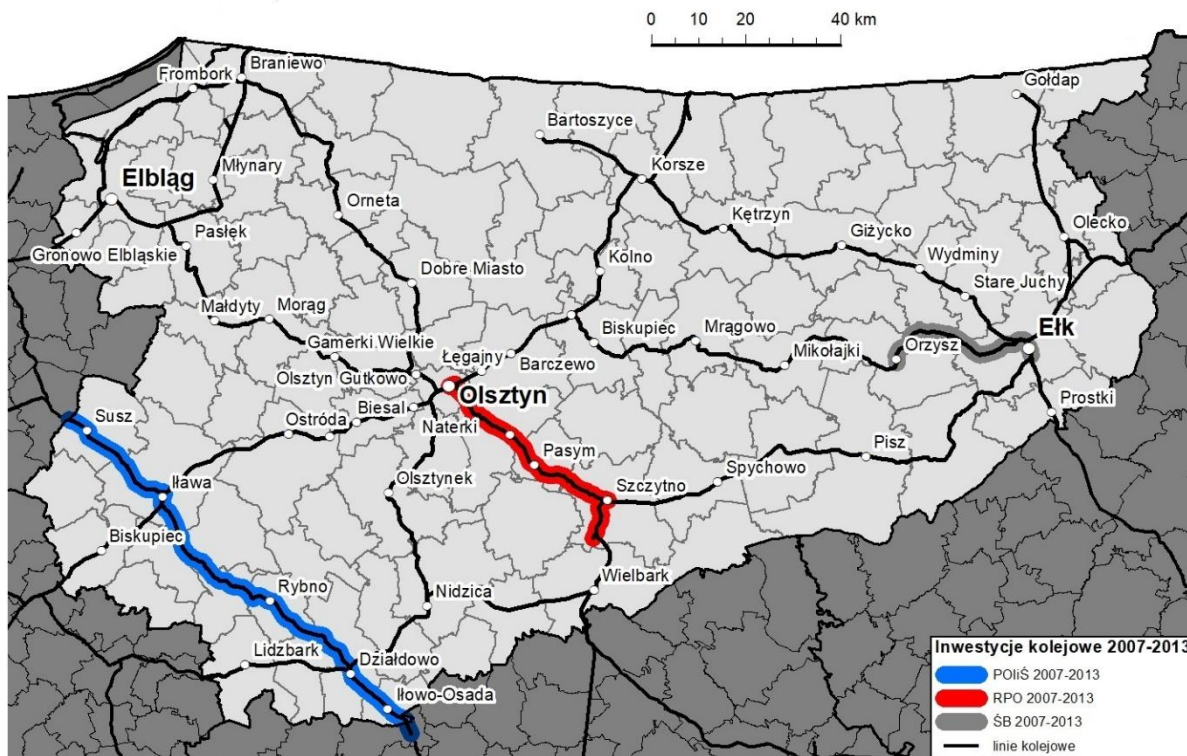 0 10 20 40 km
Braniewo
Frombork
Gołdap
Bartoszyce
Korsze
Młynary
Elbląg
Orneta
Kętrzyn
Giżycko
Olecko
Pasłęk
Gronowo Elbląskie
Kolno
Wydminy
Dobre Miasto
Stare Juchy
Małdyty
Morąg
Biskupiec
Mrągowo
Ełk
Orzysz
Gamerki Wielkie
Łęgajny
Mikołajki
Barczewo
Olsztyn Gutkowo
Olsztyn
Biesal
Prostki
Susz
Ostróda
Naterki
Pisz
Pasym
Spychowo
Olsztynek
Iława
Szczytno
Biskupiec
Wielbark
Rybno
Nidzica
Lidzbark
Działdowo
Iłowo-Osada
Inwestycje kolejowe 2007-2013
POIiŚ 2007-2013
RPO 2007-2013
ŚB 2007-2013
linie kolejowe